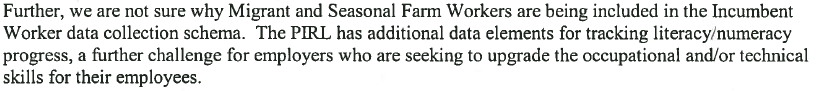 Further, we are not sure why Migrant and Seasonal Farm Workers are being included in the Incumbent
Worker data collection schema.  The PIRL has additional data elements for tracking literacy/numeracy
progress, a further challenge for employers who are seeking to upgrade the occupational and/or technical
skills for their employees.